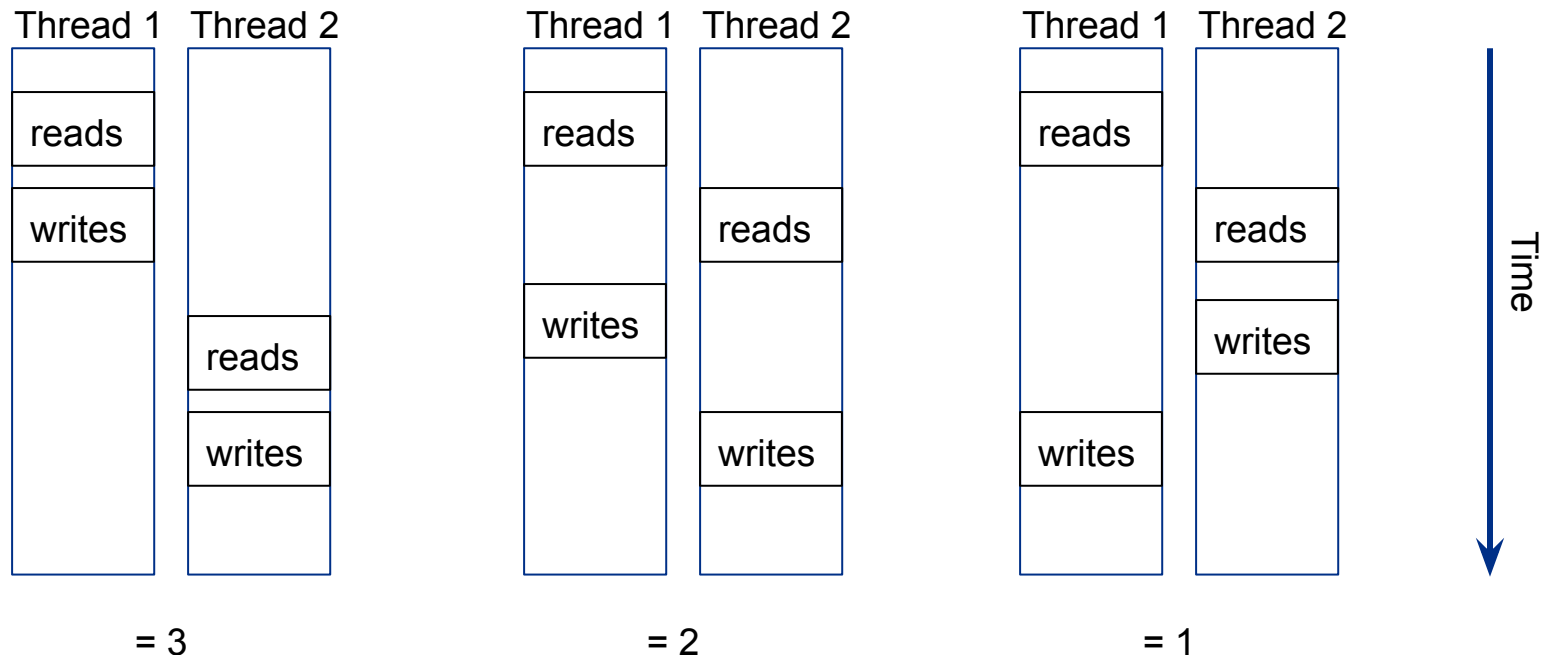 Thread 1 Thread 2
reads
writes
reads
writes
= 3
Thread 1 Thread 2
reads
reads
writes
writes
= 2
Thread 1 Thread 2
reads
reads
writes
writes
= 1
Time